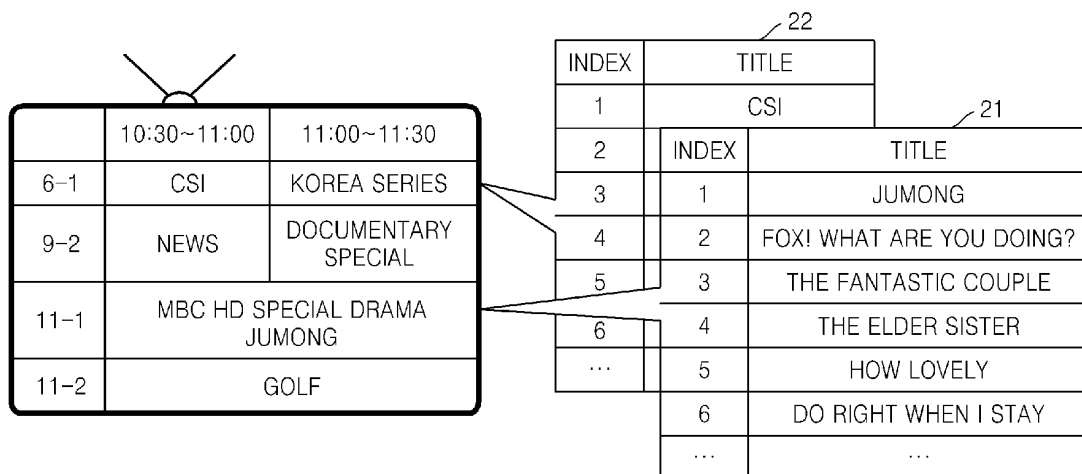 22
INDEX TITLE
1 CSI
2
3
4
5
6
...
21
INDEX TITLE
1 JUMONG
2 FOX! WHAT ARE YOU DOING?
3 THE FANTASTIC COUPLE
4 THE ELDER SISTER
5 HOW LOVELY
6 DO RIGHT WHEN I STAY
... ...
10:30~11:00 11:00~11:30
6-1 CSI KOREA SERIES
9-2 NEWS DOCUMENTARY
SPECIAL
11-1 MBC HD SPECIAL DRAMA
JUMONG
11-2 GOLF